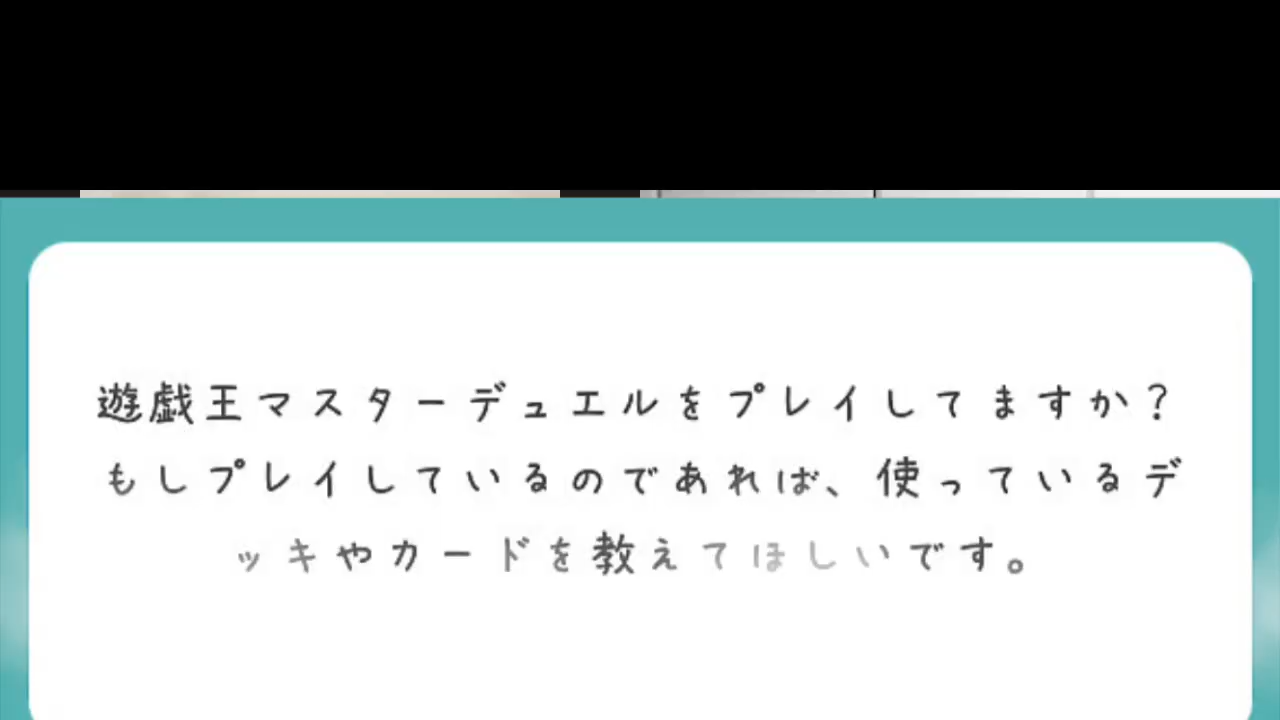 遊戯王マスターデュエルをプレイしてますか?
もしプレイしているのであれば、使っているデ
ッキやカードを教えてほしいです。